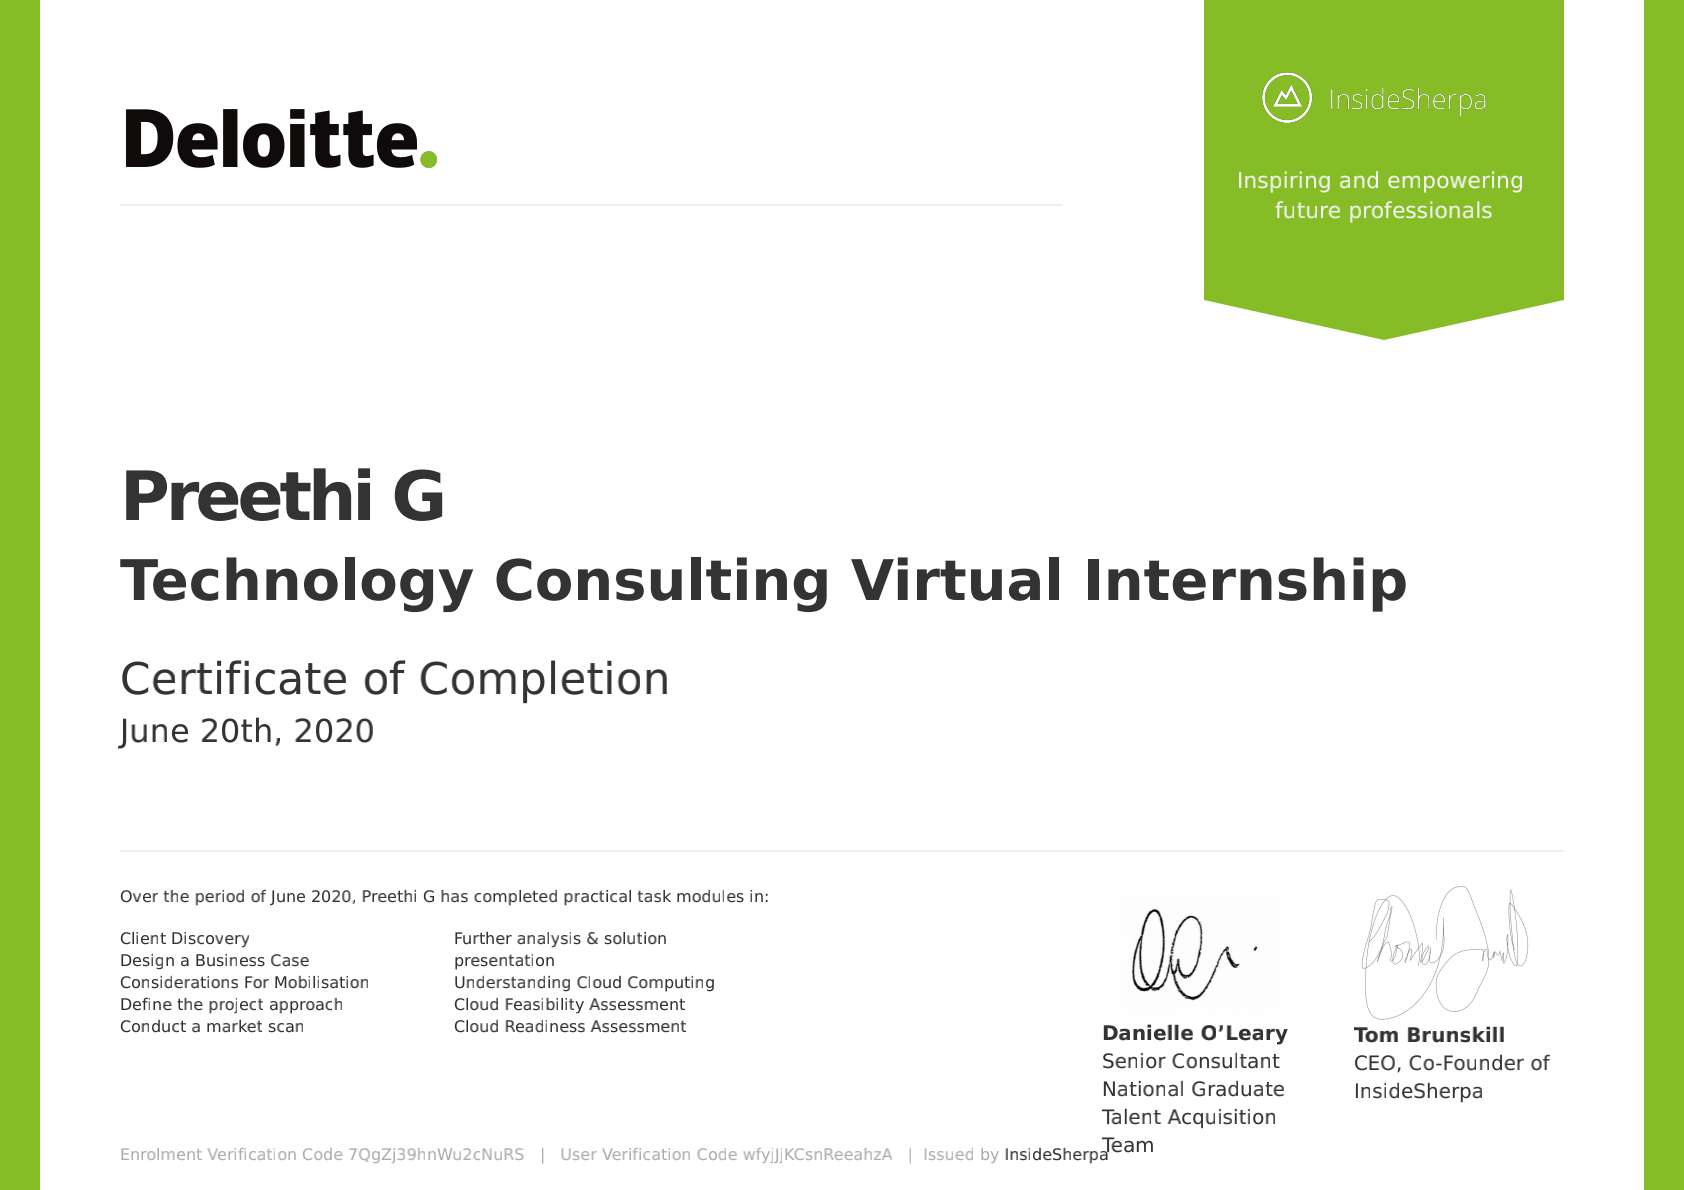 Deloitte.
InsideSherpa
Inspiring and empowering
future professionals
Preethi G
Technology Consulting Virtual Internship
Certificate of Completion
June 20th, 2020
Over the period of June 2020, Preethi G has completed practical task modules in:
Client Discovery
Design a Business Case
Considerations For Mobilisation
Define the project approach
Conduct a market scan
Further analysis & solution
presentation
Understanding Cloud Computing
Cloud Feasibility Assessment
Cloud Readiness Assessment
Danielle O’Leary
Senior Consultant
National Graduate
Talent Acquisition
Team
Thomas Brunskill
Tom Brunskill
CEO, Co-Founder of
InsideSherpa
Enrolment Verification Code 7QgZj39hnWu2cNuRS | User Verification Code wfyjJjKCsnReeahzA | Issued by InsideSherpa